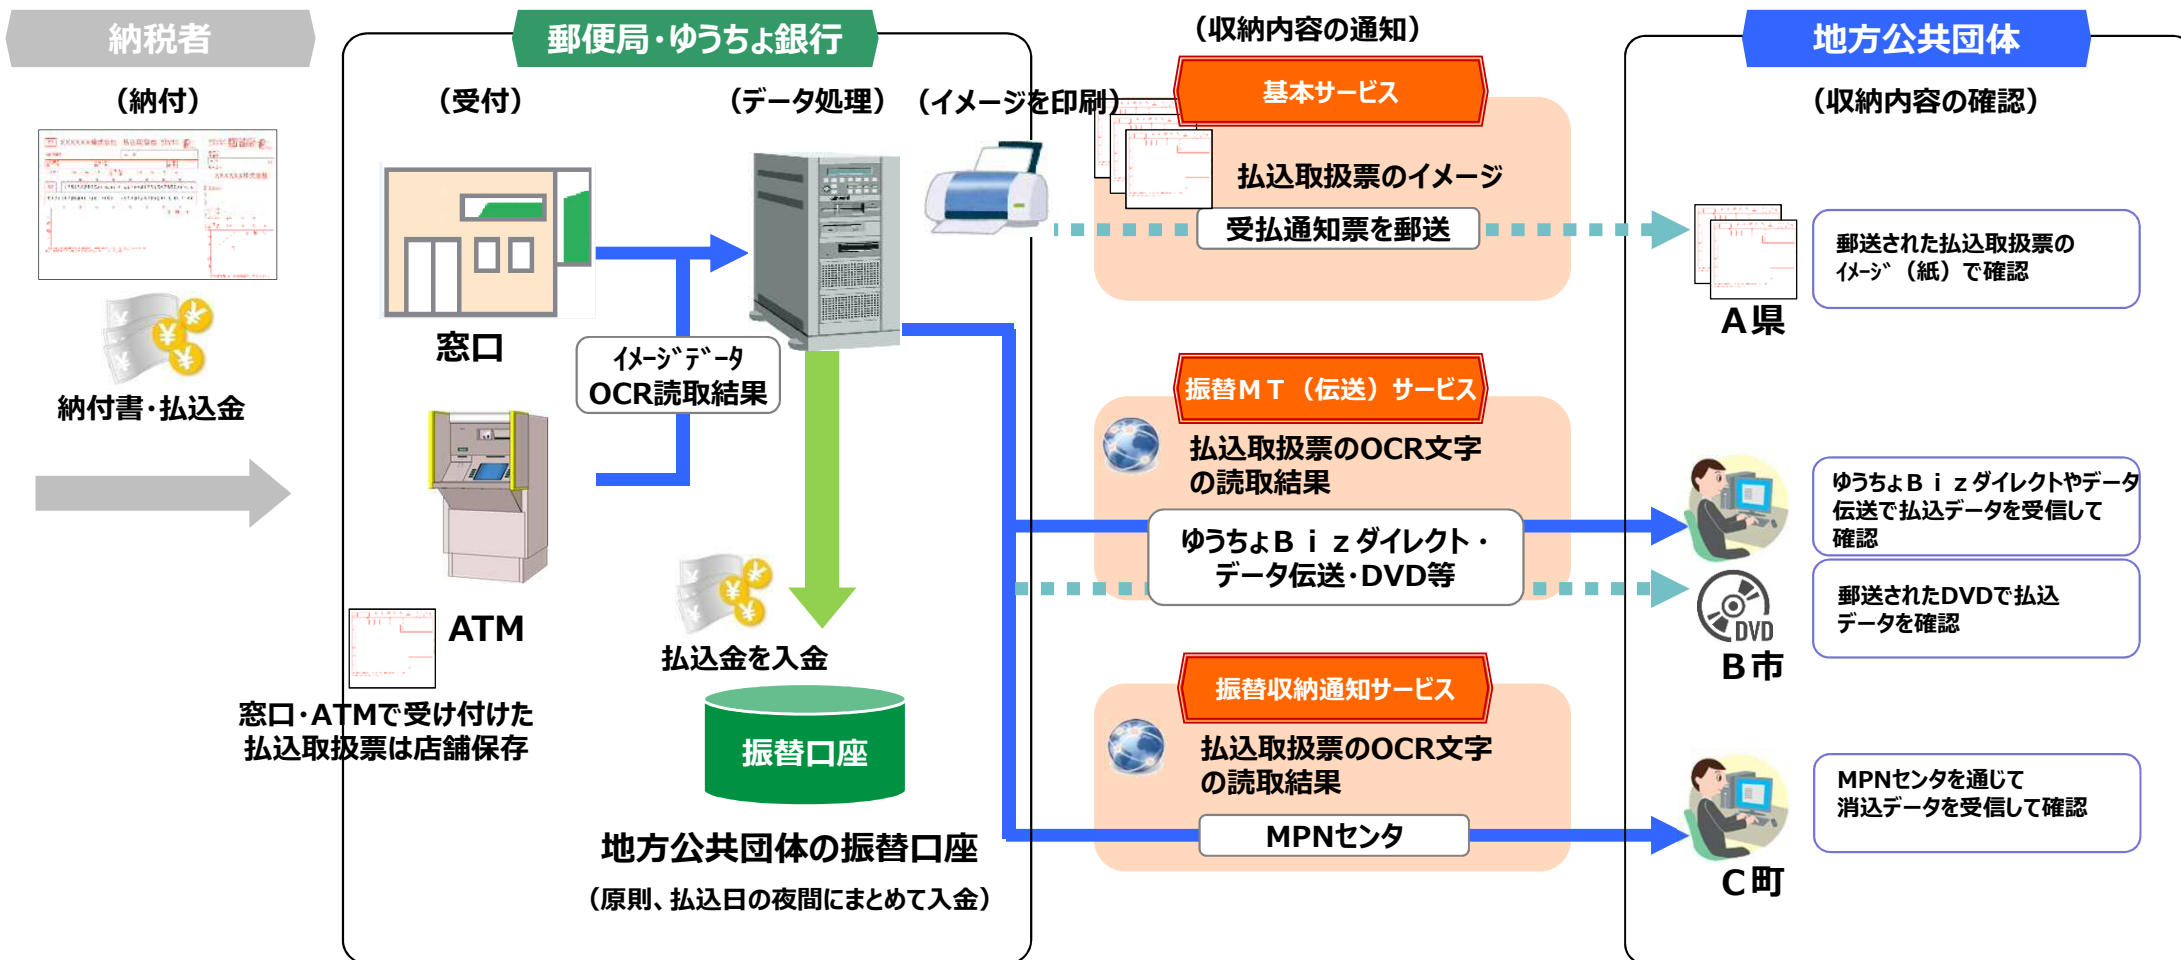 納税者
（納付）
納付書・払込金
郵便局・ゆうちょ銀行
（受付）
窓口
ATM
窓口・ATMで受け付けた
払込取扱票は店舗保存
イメージデータ
OCR読取結果
（データ処理）
払込金を入金
振替口座
地方公共団体の振替口座
（原則、払込日の夜間にまとめて入金）
（イメージを印刷）
（収納内容の通知）
基本サービス
払込取扱票のイメージ
受払通知票を郵送
振替ＭＴ（伝送）サービス
払込取扱票のOCR文字
の読取結果
ゆうちょＢｉｚダイレクト・
データ伝送・DVD等
振替収納通知サービス
払込取扱票のOCR文字
の読取結果
MPNセンタ
地方公共団体
（収納内容の確認）
Ａ県
郵送された払込取扱票の
ｲﾒｰｼﾞ（紙）で確認
ゆうちょＢｉｚダイレクトやデータ
伝送で払込データを受信して
確認
DVD
Ｂ市
郵送されたDVDで払込
データを確認
Ｃ町
MPNセンタを通じて
消込データを受信して確認